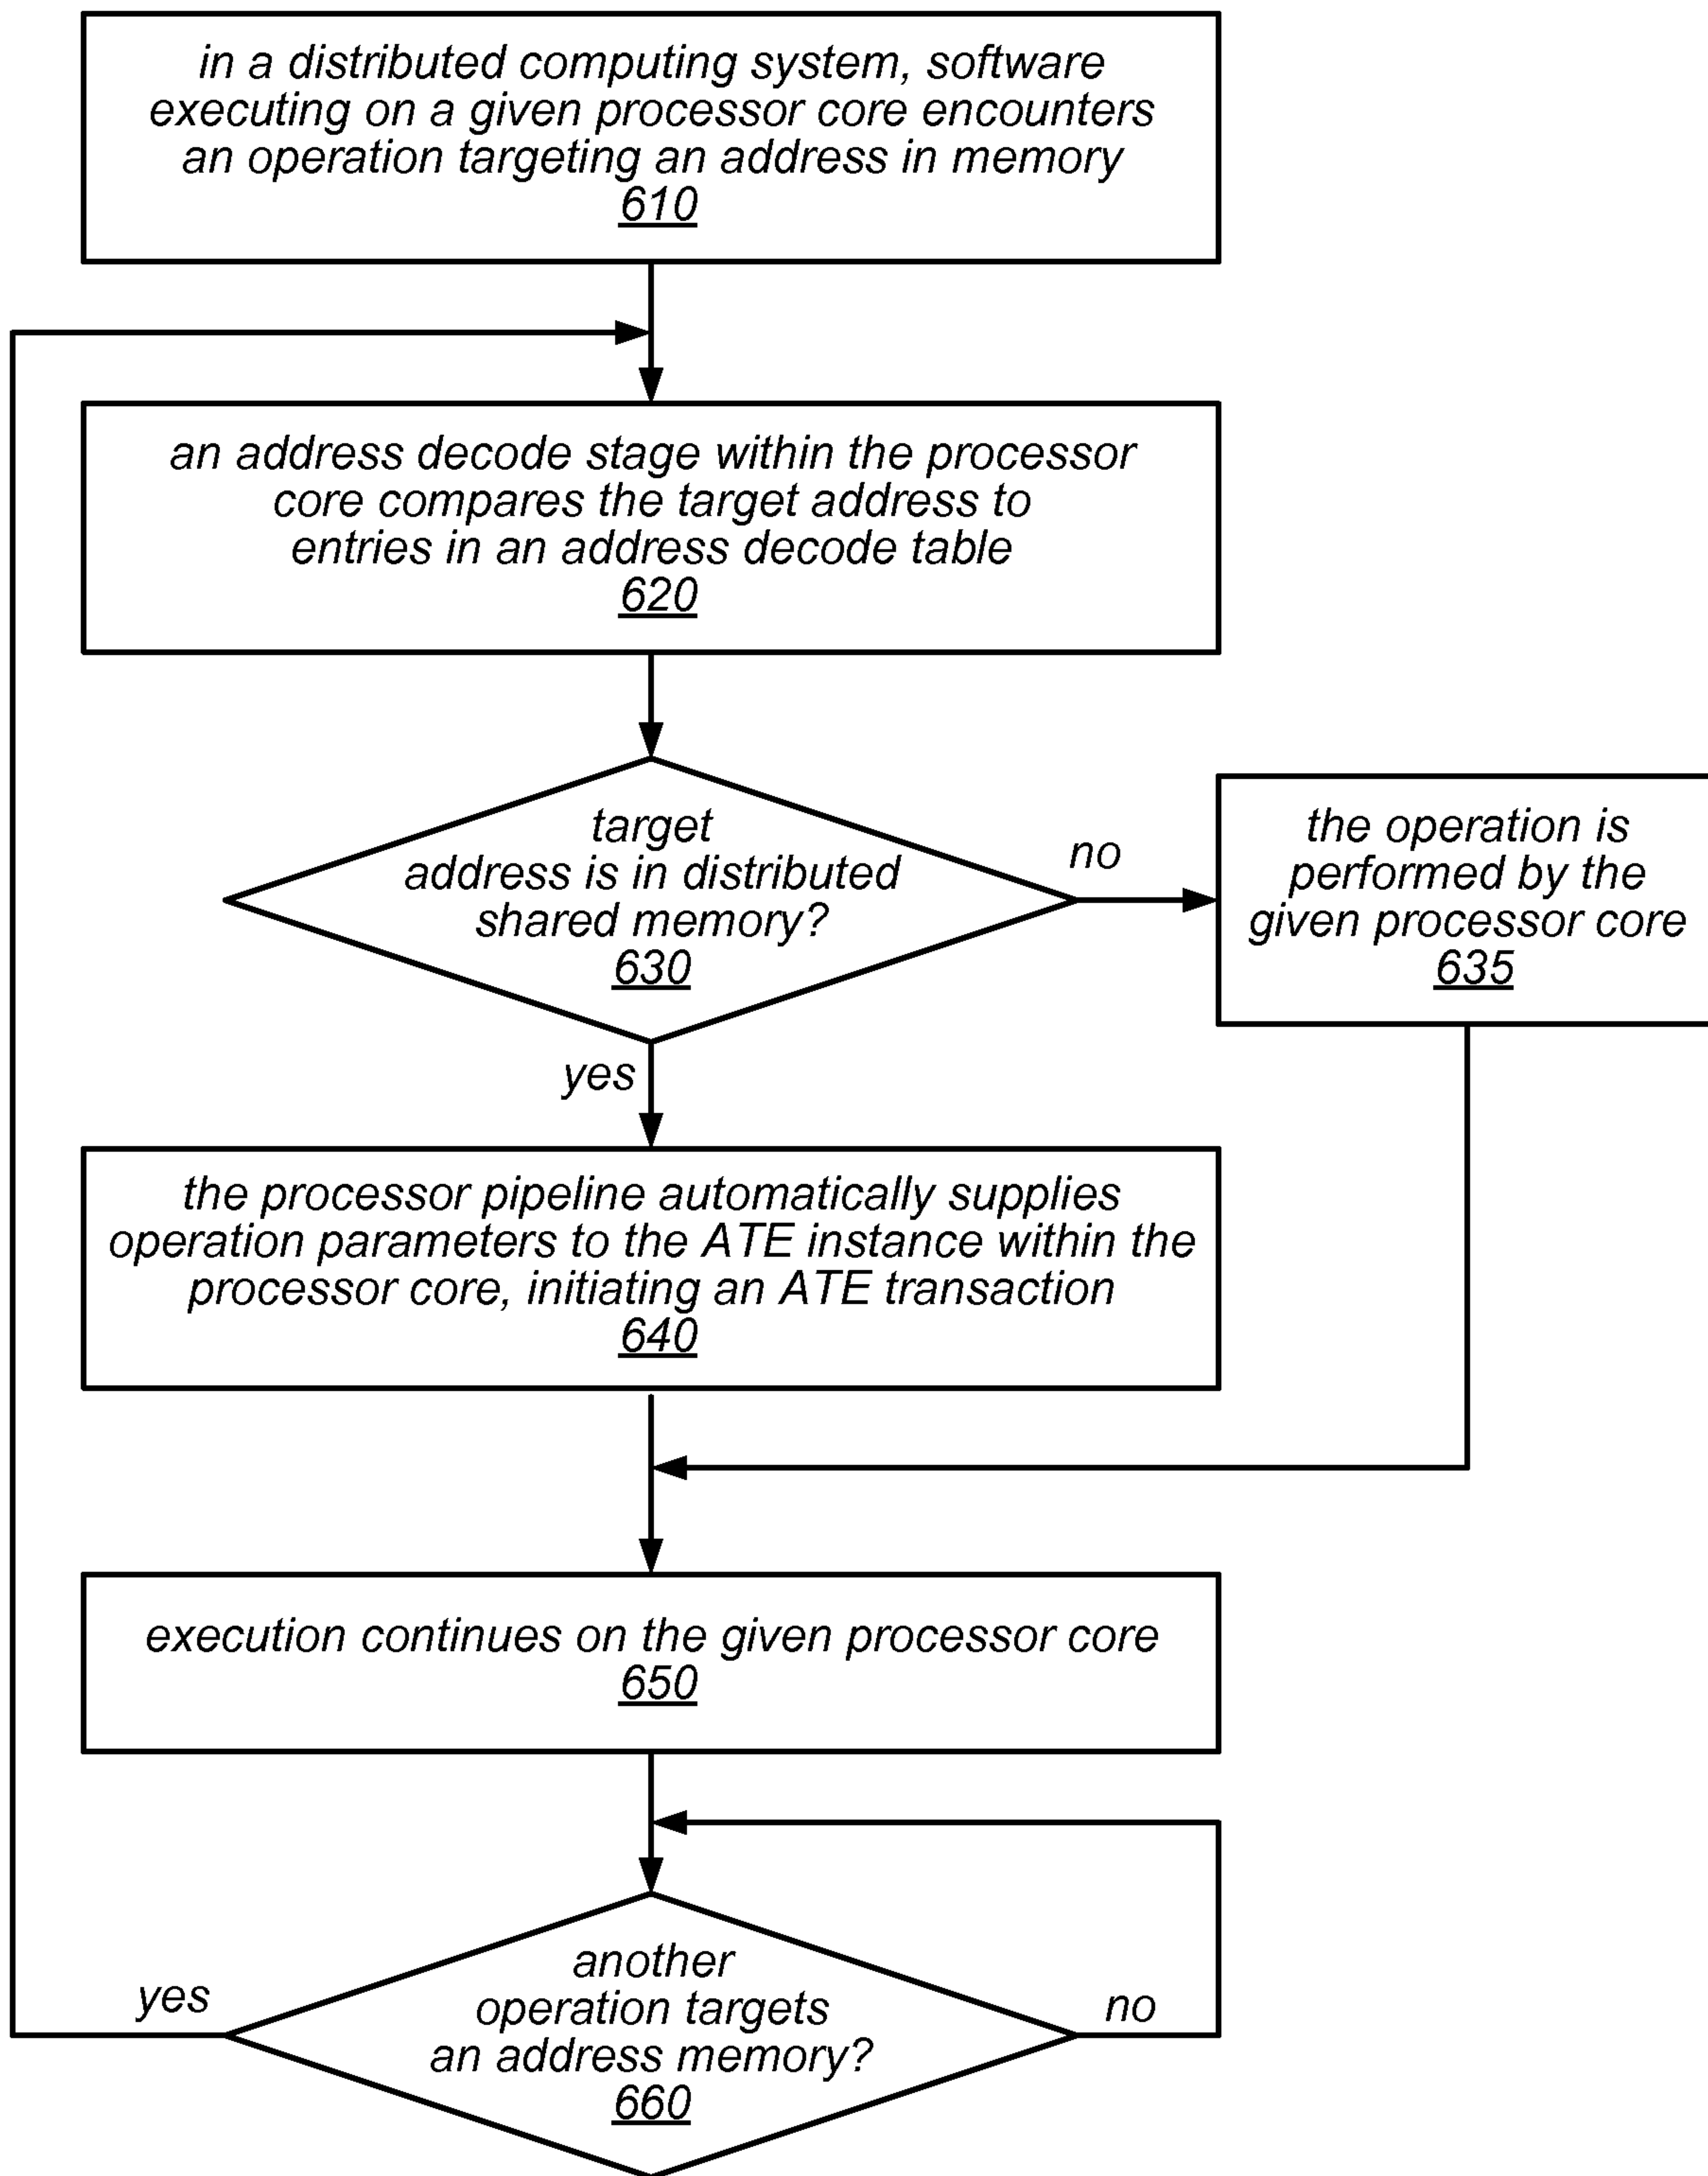 in a distributed computing system, software
executing on a given processor core encounters
an operation targeting an address in memory
610
an address decode stage within the processor
core compares the target address to
entries in an address decode table
620
target
address is in distributed
shared memory?
630
no
the operation is
performed by the
given processor core
635
yes
the processor pipeline automatically supplies
operation parameters to the ATE instance within the
processor core, initiating an ATE transaction
640
execution continues on the given processor core
650
another
operation targets
an address memory?
660
yes
no